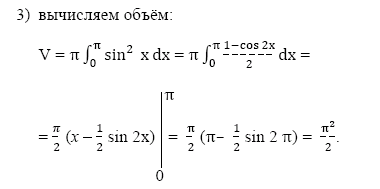 3) вычисляем объём:
V = π ∫₀^π sin² x dx = π ∫₀^π (1−cos 2x)/2 dx =
= π/2 (x − 1/2 sin 2x) |₀^π = π/2 (π− 1/2 sin 2 π) = π²/2.